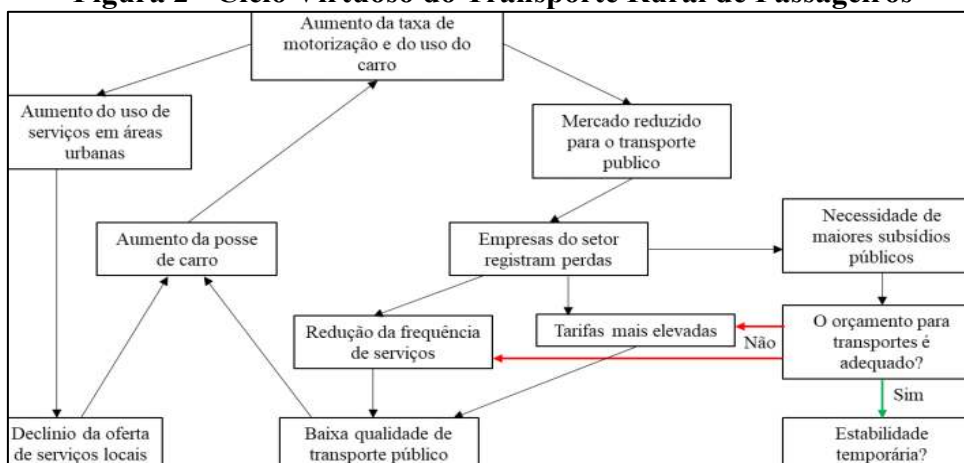 Figura 2 – Ciclo Virtuoso do Transporte Rural de Passageiros
Aumento da taxa de
motorização e do uso do
carro
Aumento do uso de
serviços em áreas
urbanas
Mercado reduzido
para o transporte
publico
Aumento da posse
de carro
Empresas do setor
registram perdas
Necessidade de
maiores subsídios
públicos
Redução da frequência
de serviços
Tarifas mais elevadas
Não
O orçamento para
transportes é
adequado?
Sim
Declínio da oferta
de serviços locais
Baixa qualidade de
transporte público
Estabilidade
temporária?